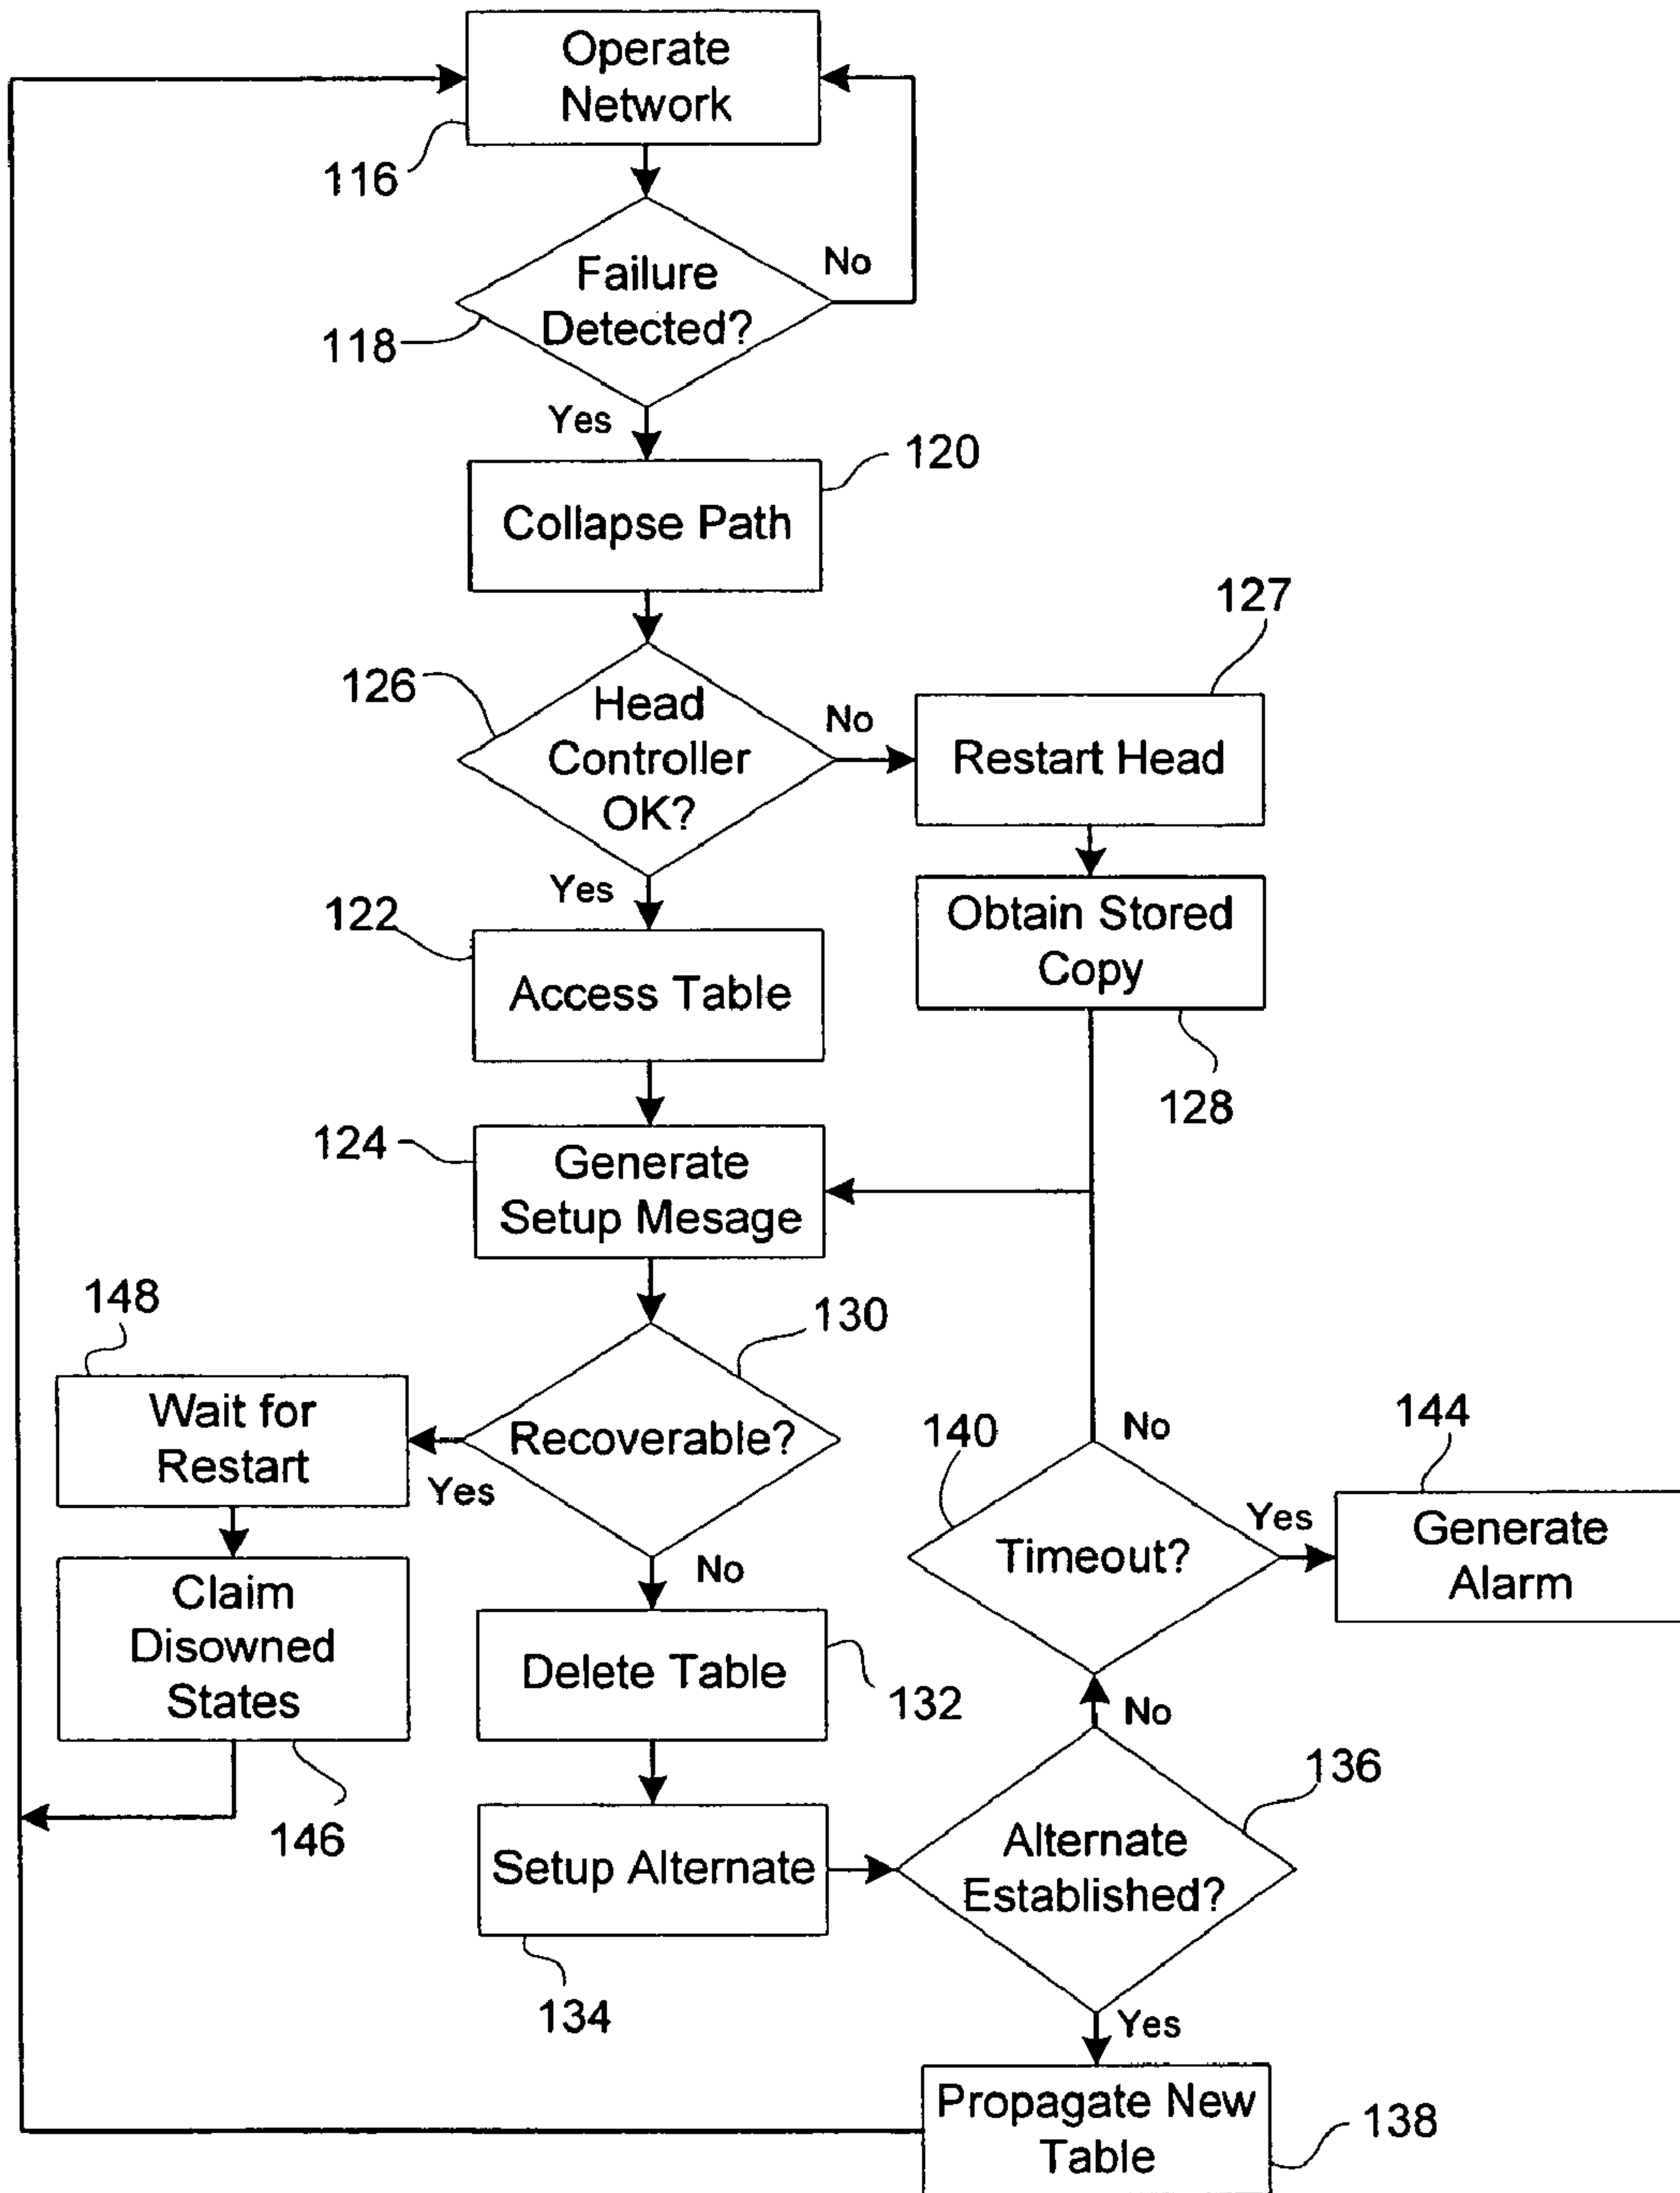 Operate
Network
116
Failure
Detected?
No
118
Yes
120
Collapse Path
127
126
Head
Controller
OK?
No
Restart Head
Yes
122
Access Table
Obtain Stored
Copy
128
124
Generate
Setup Mesage
148
130
Wait for
Restart
Recoverable?
Yes
No
140
No
144
Timeout?
Yes
Generate
Alarm
Claim
Disowned
States
146
Delete Table
132
No
136
Setup Alternate
134
Alternate
Established?
Yes
Propagate New
Table
138